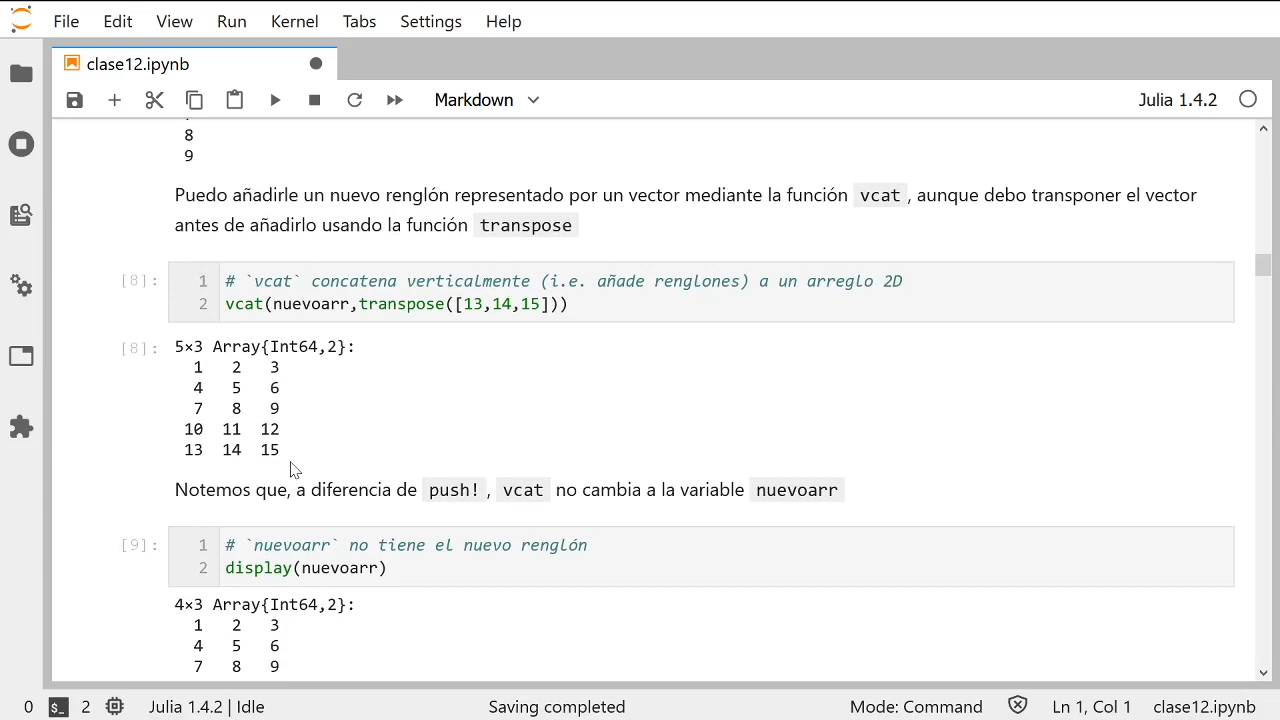 File Edit View Run Kernel Tabs Settings Help
clase12.ipynb
Markdown
Julia 1.4.2
8
9
Puedo añadirle un nuevo renglón representado por un vector mediante la función vcat , aunque debo transponer el vector
antes de añadirlo usando la función transpose
[8]: 1 # `vcat` concatena verticalmente (i.e. añade renglones) a un arreglo 2D
2 vcat(nuevoarr,transpose([13,14,15]))
[8]: 5×3 Array{Int64,2}:
1 2 3
4 5 6
7 8 9
10 11 12
13 14 15
Notemos que, a diferencia de push! , vcat no cambia a la variable nuevoarr
[9]: 1 # `nuevoarr` no tiene el nuevo renglón
2 display(nuevoarr)
4×3 Array{Int64,2}:
1 2 3
4 5 6
7 8 9
0 $_ 2 Julia 1.4.2 | Idle Saving completed Mode: Command Ln 1, Col 1 clase12.ipynb